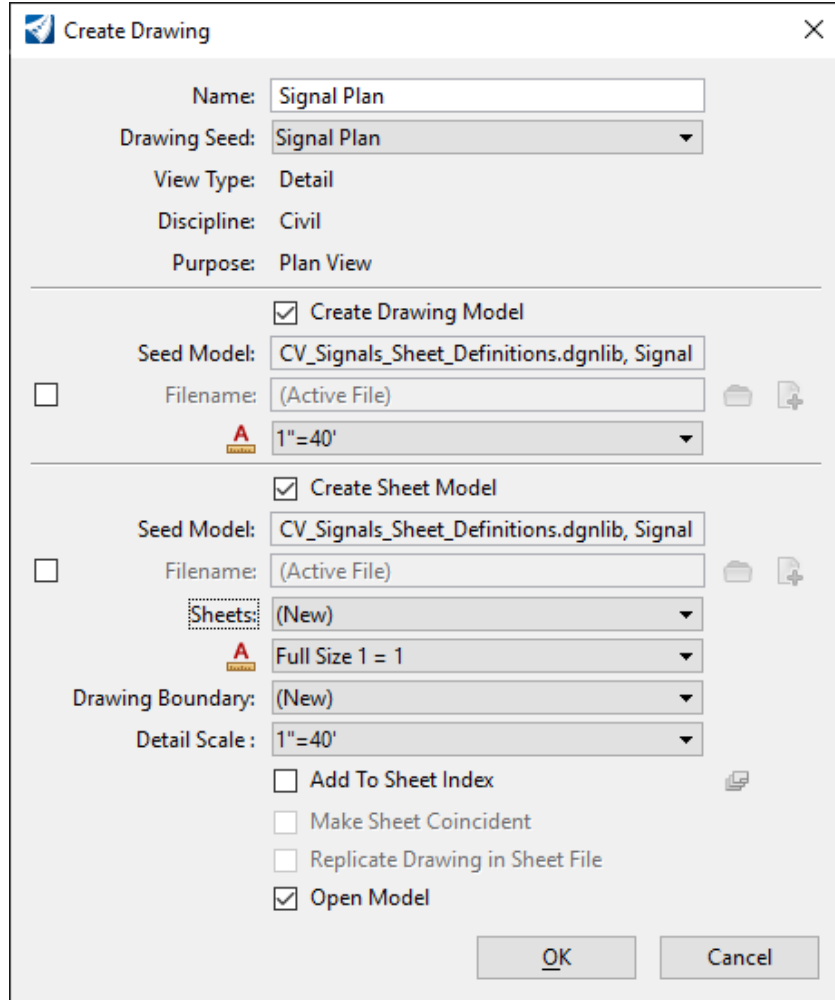 Create Drawing
Name: Signal Plan
Drawing Seed: Signal Plan
View Type: Detail
Discipline: Civil
Purpose: Plan View
Create Drawing Model
Seed Model: CV_Signals_Sheet_Definitions.dgnlib, Signal
Filename: (Active File)
A 1"=40'
Create Sheet Model
Seed Model: CV_Signals_Sheet_Definitions.dgnlib, Signal
Filename: (Active File)
Sheets: (New)
A Full Size 1 = 1
Drawing Boundary: (New)
Detail Scale : 1"=40'
Add To Sheet Index
Make Sheet Coincident
Replicate Drawing in Sheet File
Open Model
OK Cancel